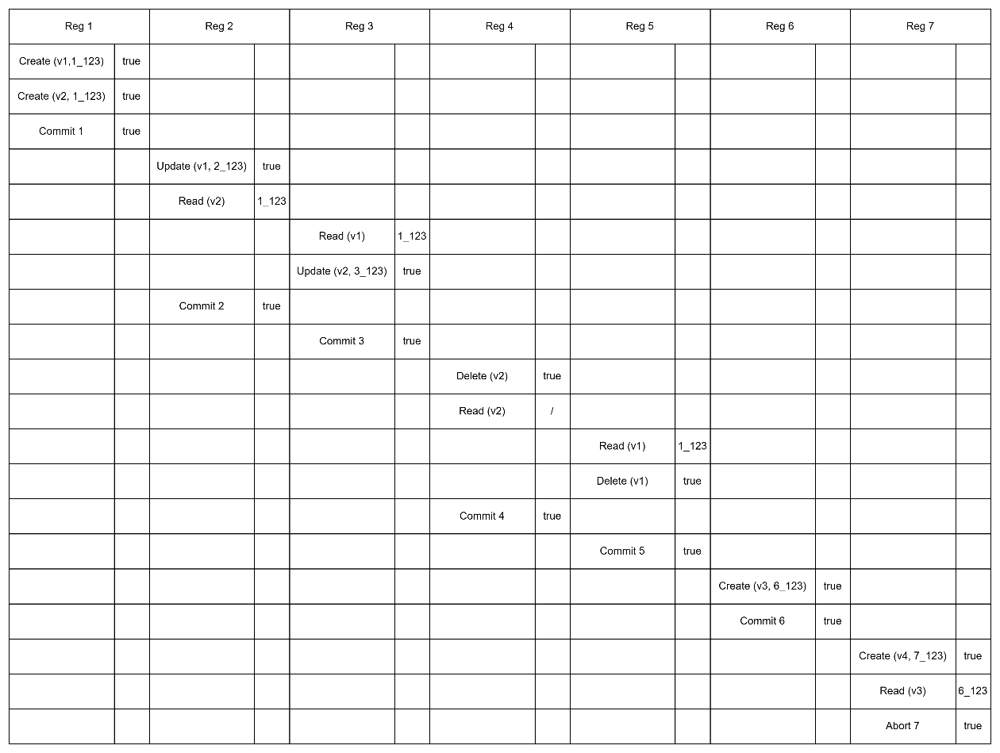 Reg 1 Reg 2 Reg 3 Reg 4 Reg 5 Reg 6 Reg 7
Create (v1,1_123) true
Create (v2, 1_123) true
Commit 1 true
Update (v1, 2_123) true
Read (v2) 1_123
Read (v1) 1_123
Update (v2, 3_123) true
Commit 2 true
Commit 3 true
Delete (v2) true
Read (v2) /
Read (v1) 1_123
Delete (v1) true
Commit 4 true
Commit 5 true
Create (v3, 6_123) true
Commit 6 true
Create (v4, 7_123) true
Read (v3) 6_123
Abort 7 true